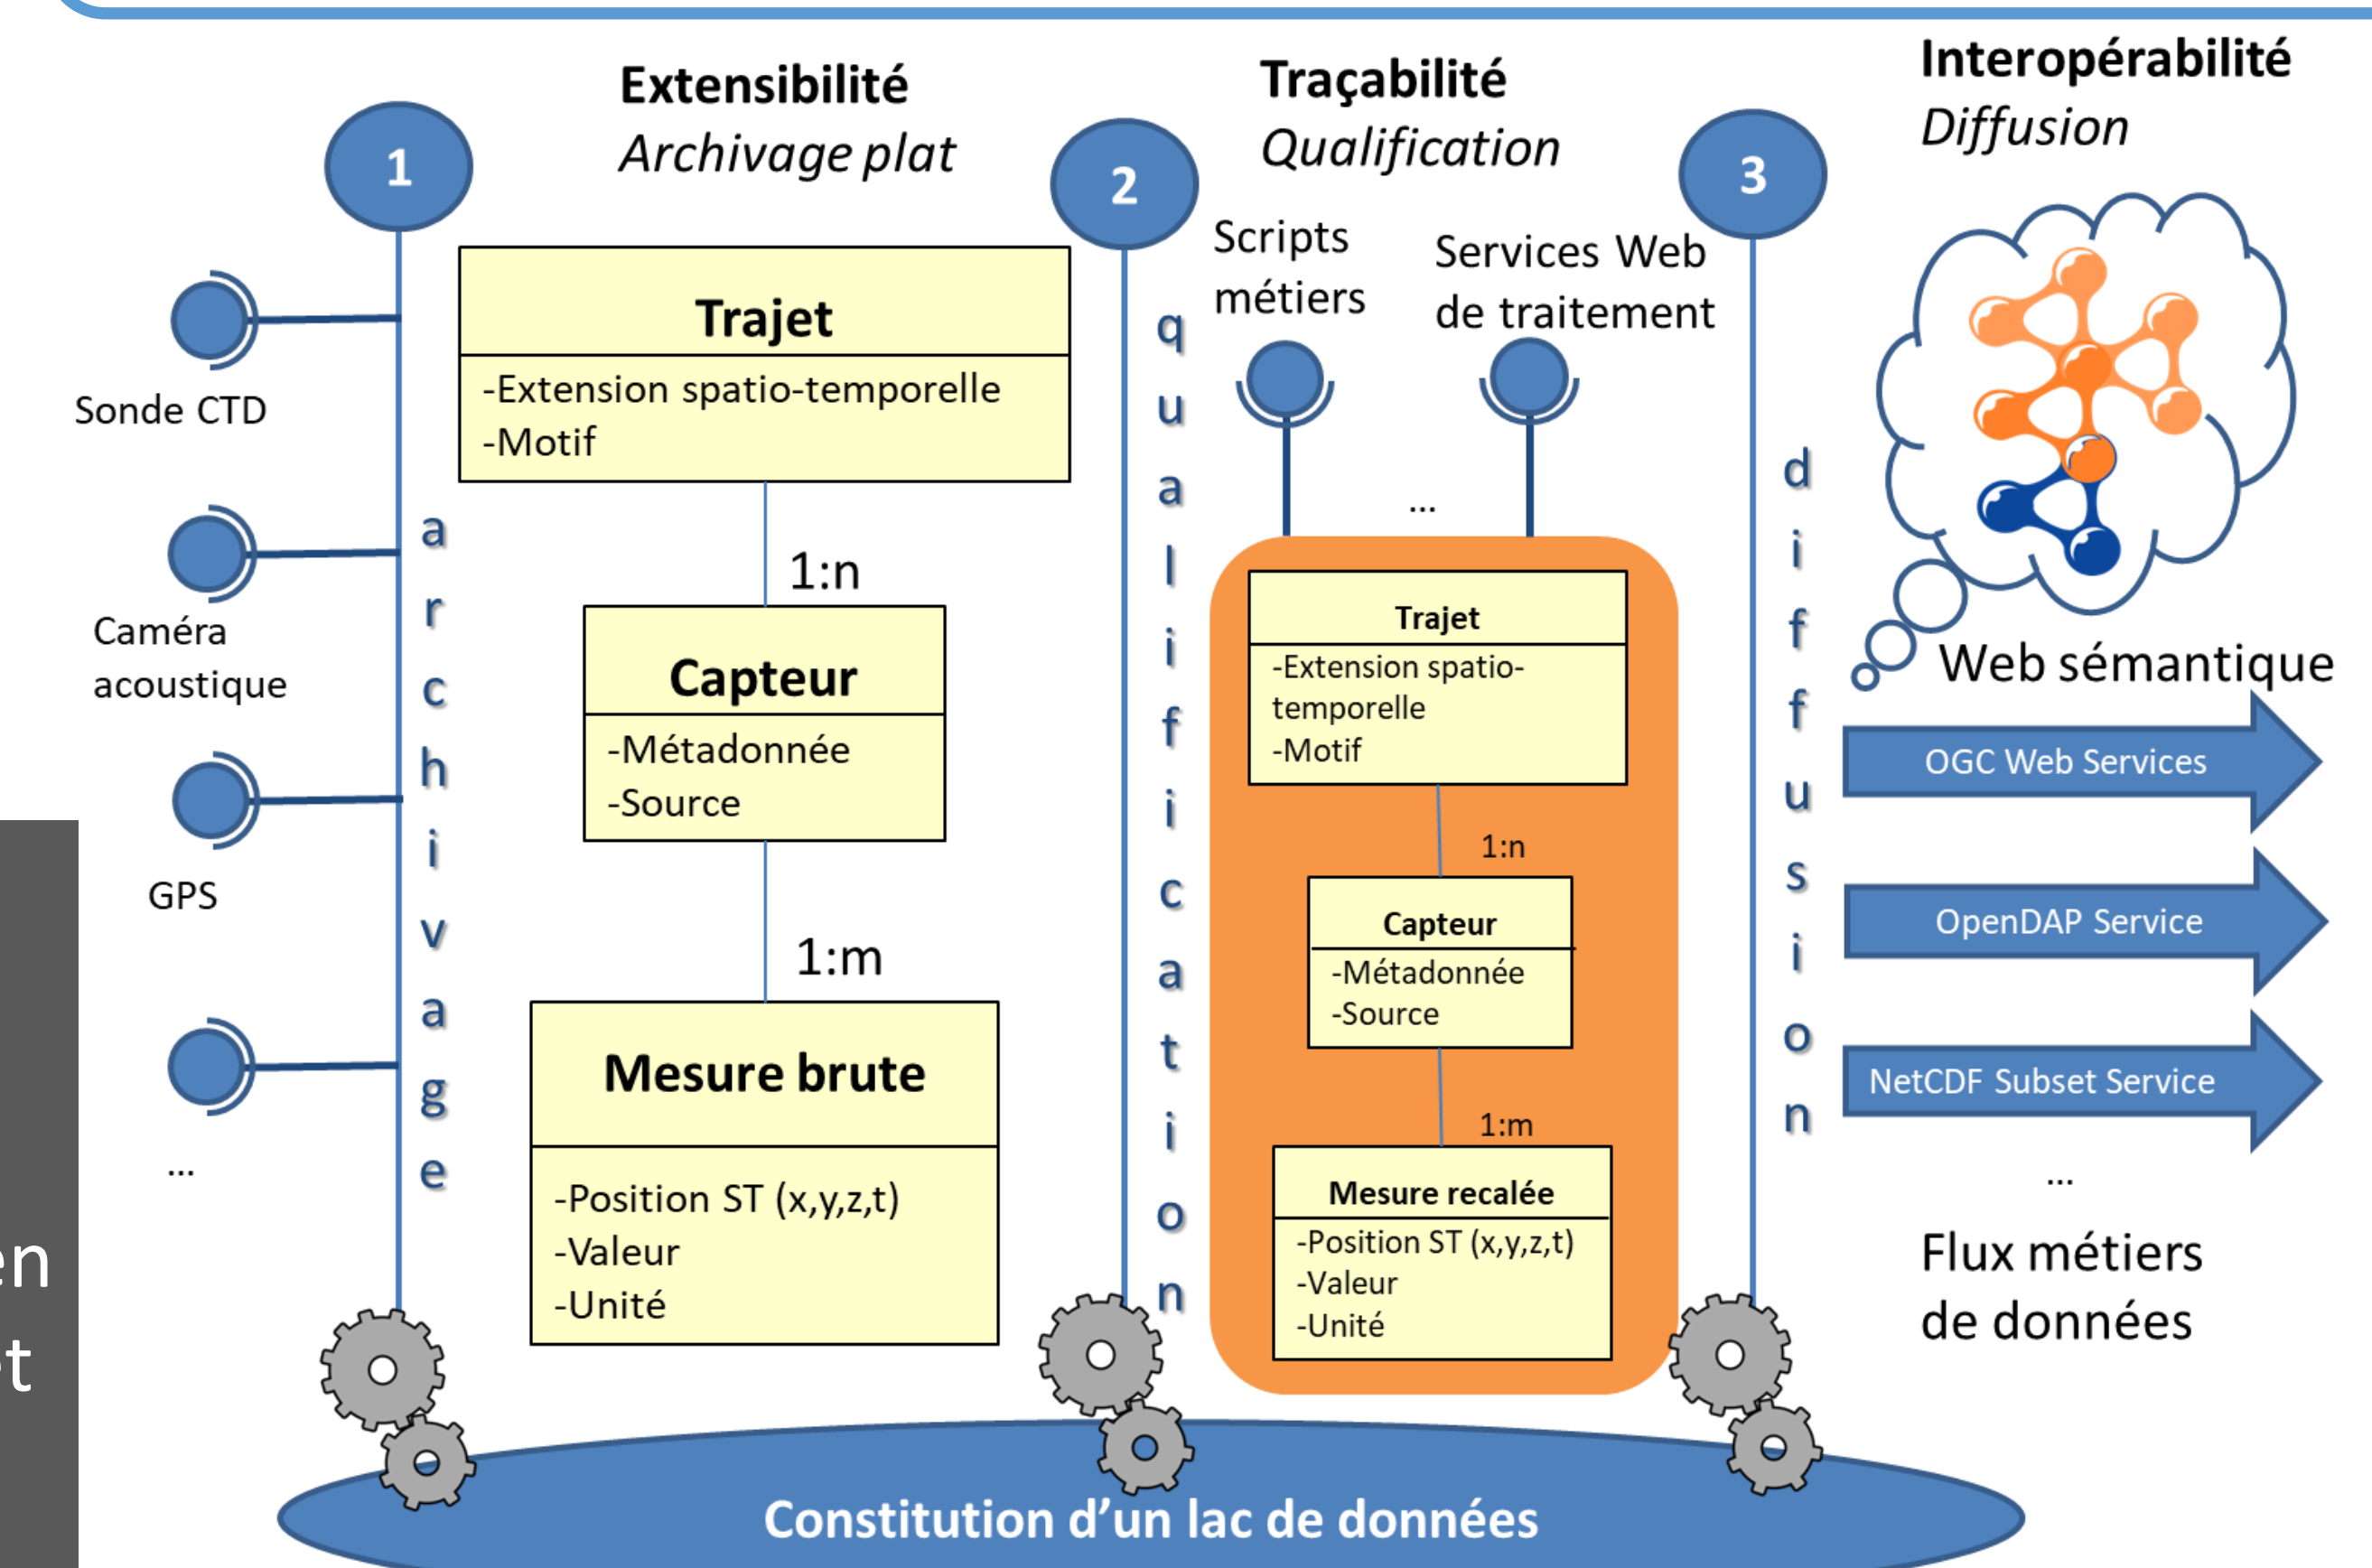 Extensibilité
Archivage plat
Traçabilité
Qualification
Interopérabilité
Diffusion
1
2
3
Sonde CTD
Caméra
acoustique
GPS
...
archivage
Trajet
-Extension spatio-temporelle
-Motif
1:n
Capteur
-Métadonnée
-Source
1:m
Mesure brute
-Position ST (x,y,z,t)
-Valeur
-Unité
qualification
Scripts
métiers
Services Web
de traitement
...
Trajet
-Extension spatio-
temporelle
-Motif
1:n
Capteur
-Métadonnée
-Source
1:m
Mesure recalée
-Position ST (x,y,z,t)
-Valeur
-Unité
diffusion
Web sémantique
OGC Web Services
OpenDAP Service
NetCDF Subset Service
...
Flux métiers
de données
Constitution d’un lac de données